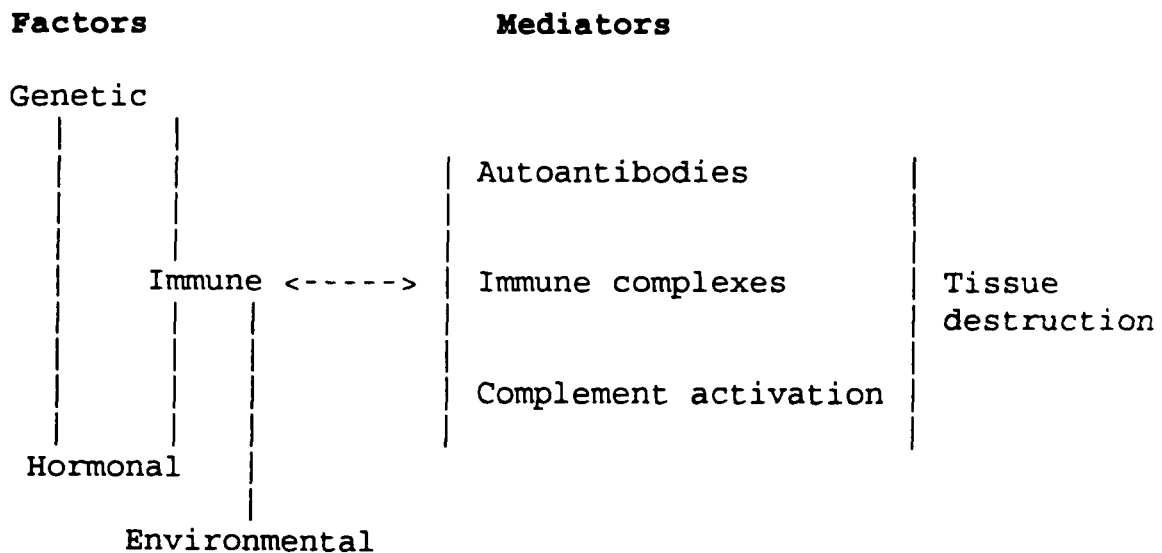 Factors Mediators
Genetic
Autoantibodies
Immune <-----> Immune complexes Tissue
destruction
Complement activation
Hormonal
Environmental